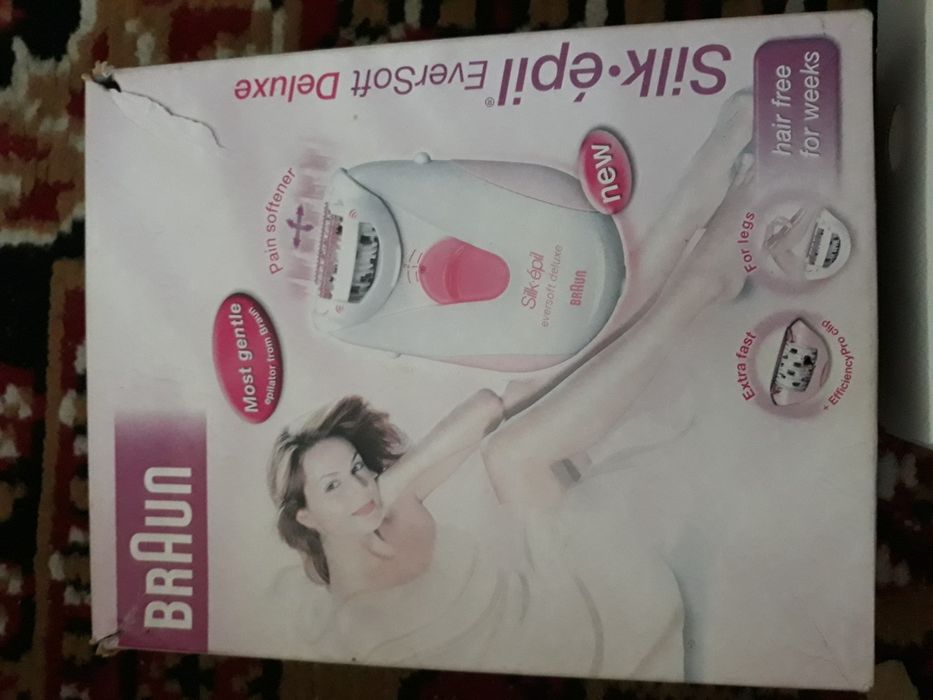 BRAUN
Silk•épil® EverSoft Deluxe
Most gentle
epilator from Braun
Pain softener
new
Silk•épil
eversoft deluxe
BRAUN
hair free
for weeks
For legs
Extra fast
+ EfficiencyPro clip